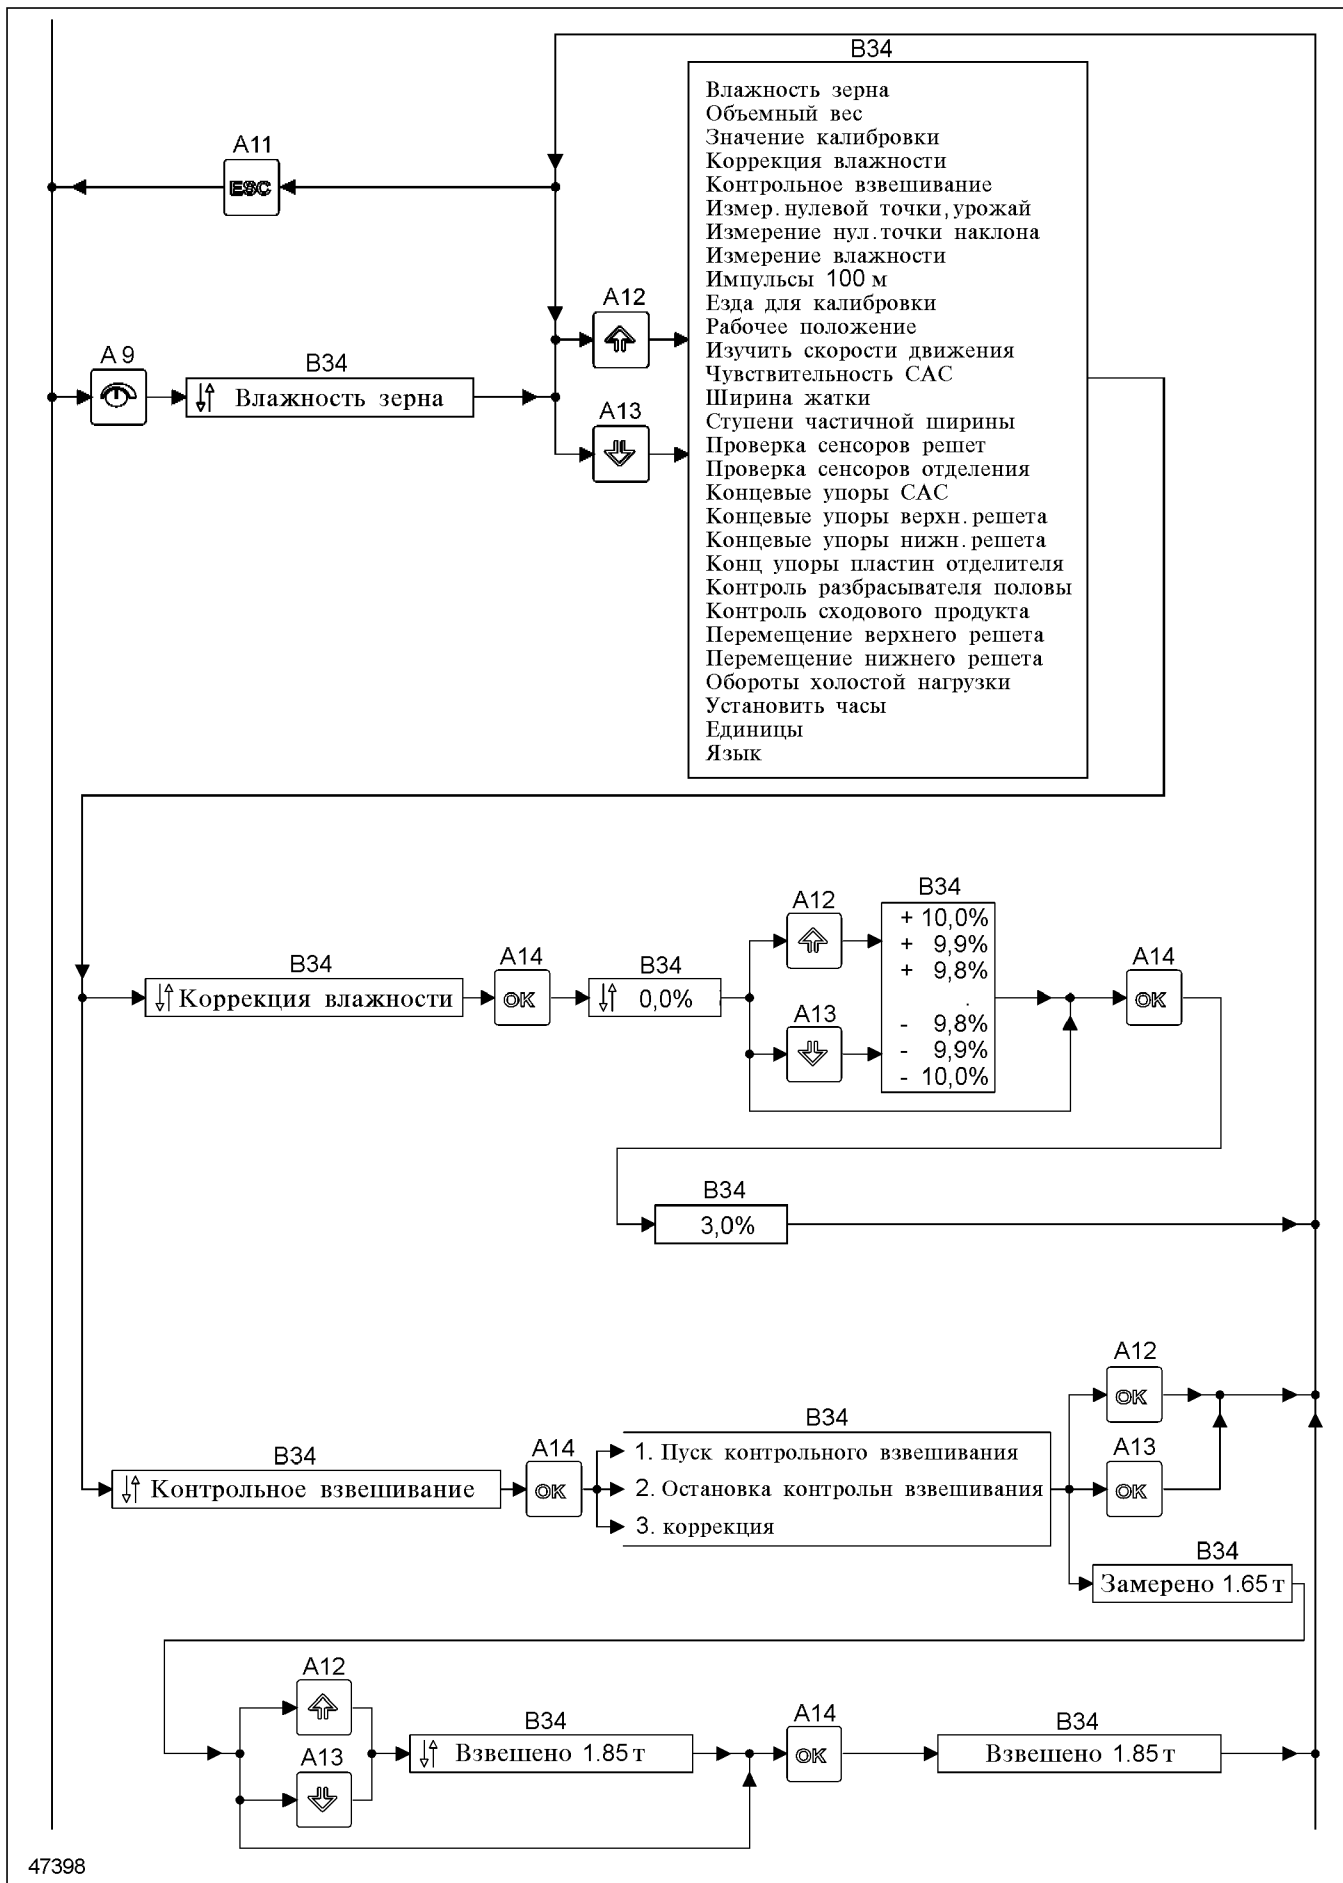 B34
Влажность зерна
Объемный вес
Значение калибровки
Коррекция влажности
Контрольное взвешивание
Измер. нулевой точки, урожай
Измерение нул. точки наклона
Измерение влажности
Импульсы 100 м
Езда для калибровки
Рабочее положение
Изучить скорости движения
Чувствительность САС
Ширина жатки
Ступени частичной ширины
Проверка сенсоров решет
Проверка сенсоров отделения
Концевые упоры САС
Концевые упоры верхн. решета
Концевые упоры нижн. решета
Конц упоры пластин отделителя
Контроль разбрасывателя половы
Контроль сходового продукта
Перемещение верхнего решета
Перемещение нижнего решета
Обороты холостой нагрузки
Установить часы
Единицы
Язык
A11
ESC
A12
A 9
B34
Влажность зерна
A13
B34
Коррекция влажности
A14
OK
B34
0,0%
A12
A13
B34
+ 10,0%
+ 9,9%
+ 9,8%
.
- 9,8%
- 9,9%
- 10,0%
A14
OK
B34
3,0%
B34
Контрольное взвешивание
A14
OK
B34
1. Пуск контрольного взвешивания
2. Остановка контрольн взвешивания
3. коррекция
A12
OK
A13
OK
B34
Замерено 1.65 т
A12
A13
B34
Взвешено 1.85 т
A14
OK
B34
Взвешено 1.85 т
47398